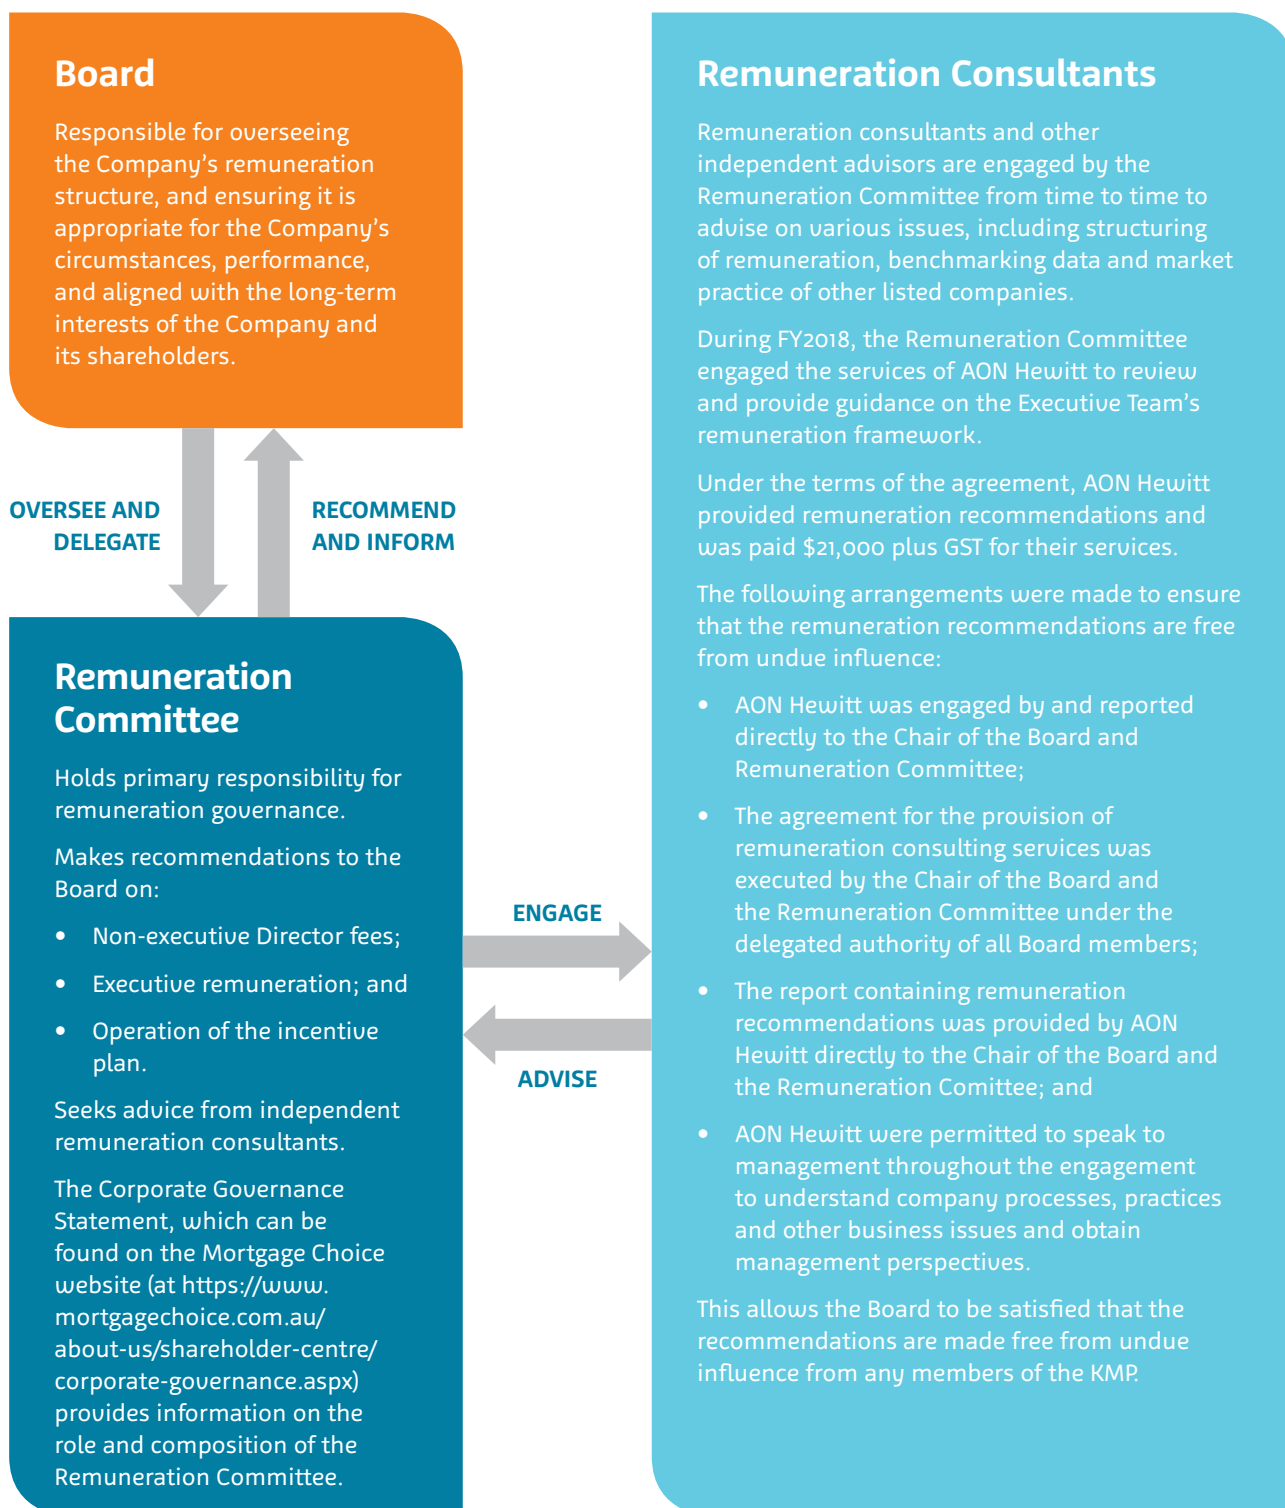 Board
Responsible for overseeing
the Company's remuneration
structure, and ensuring it is
appropriate for the Company's
circumstances, performance,
and aligned with the long-term
interests of the Company and
its shareholders.
OVERSEE AND
DELEGATE
RECOMMEND
AND INFORM
Remuneration
Committee
Holds primary responsibility for
remuneration governance.
Makes recommendations to the
Board on:
• Non-executive Director fees;
• Executive remuneration; and
• Operation of the incentive
plan.
Seeks advice from independent
remuneration consultants.
The Corporate Governance
Statement, which can be
found on the Mortgage Choice
website (at https://www.
mortgagechoice.com.au/
about-us/shareholder-centre/
corporate-governance.aspx)
provides information on the
role and composition of the
Remuneration Committee.
ENGAGE
ADVISE
Remuneration Consultants
Remuneration consultants and other
independent advisors are engaged by the
Remuneration Committee from time to time to
advise on various issues, including structuring
of remuneration, benchmarking data and market
practice of other listed companies.
During FY2018, the Remuneration Committee
engaged the services of AON Hewitt to review
and provide guidance on the Executive Team's
remuneration framework.
Under the terms of the agreement, AON Hewitt
provided remuneration recommendations and
was paid $21,000 plus GST for their services.
The following arrangements were made to ensure
that the remuneration recommendations are free
from undue influence:
• AON Hewitt was engaged by and reported
directly to the Chair of the Board and
Remuneration Committee;
• The agreement for the provision of
remuneration consulting services was
executed by the Chair of the Board and
the Remuneration Committee under the
delegated authority of all Board members;
• The report containing remuneration
recommendations was provided by AON
Hewitt directly to the Chair of the Board and
the Remuneration Comittee; and
• AON Hewitt were permitted to speak to
management throughout the engagement
to understand company processes, practices
and other business issues and obtain
management perspectives.
This allows the Board to be satisfied that the
recommendations are made free from undue
influence from any members of the KMP.